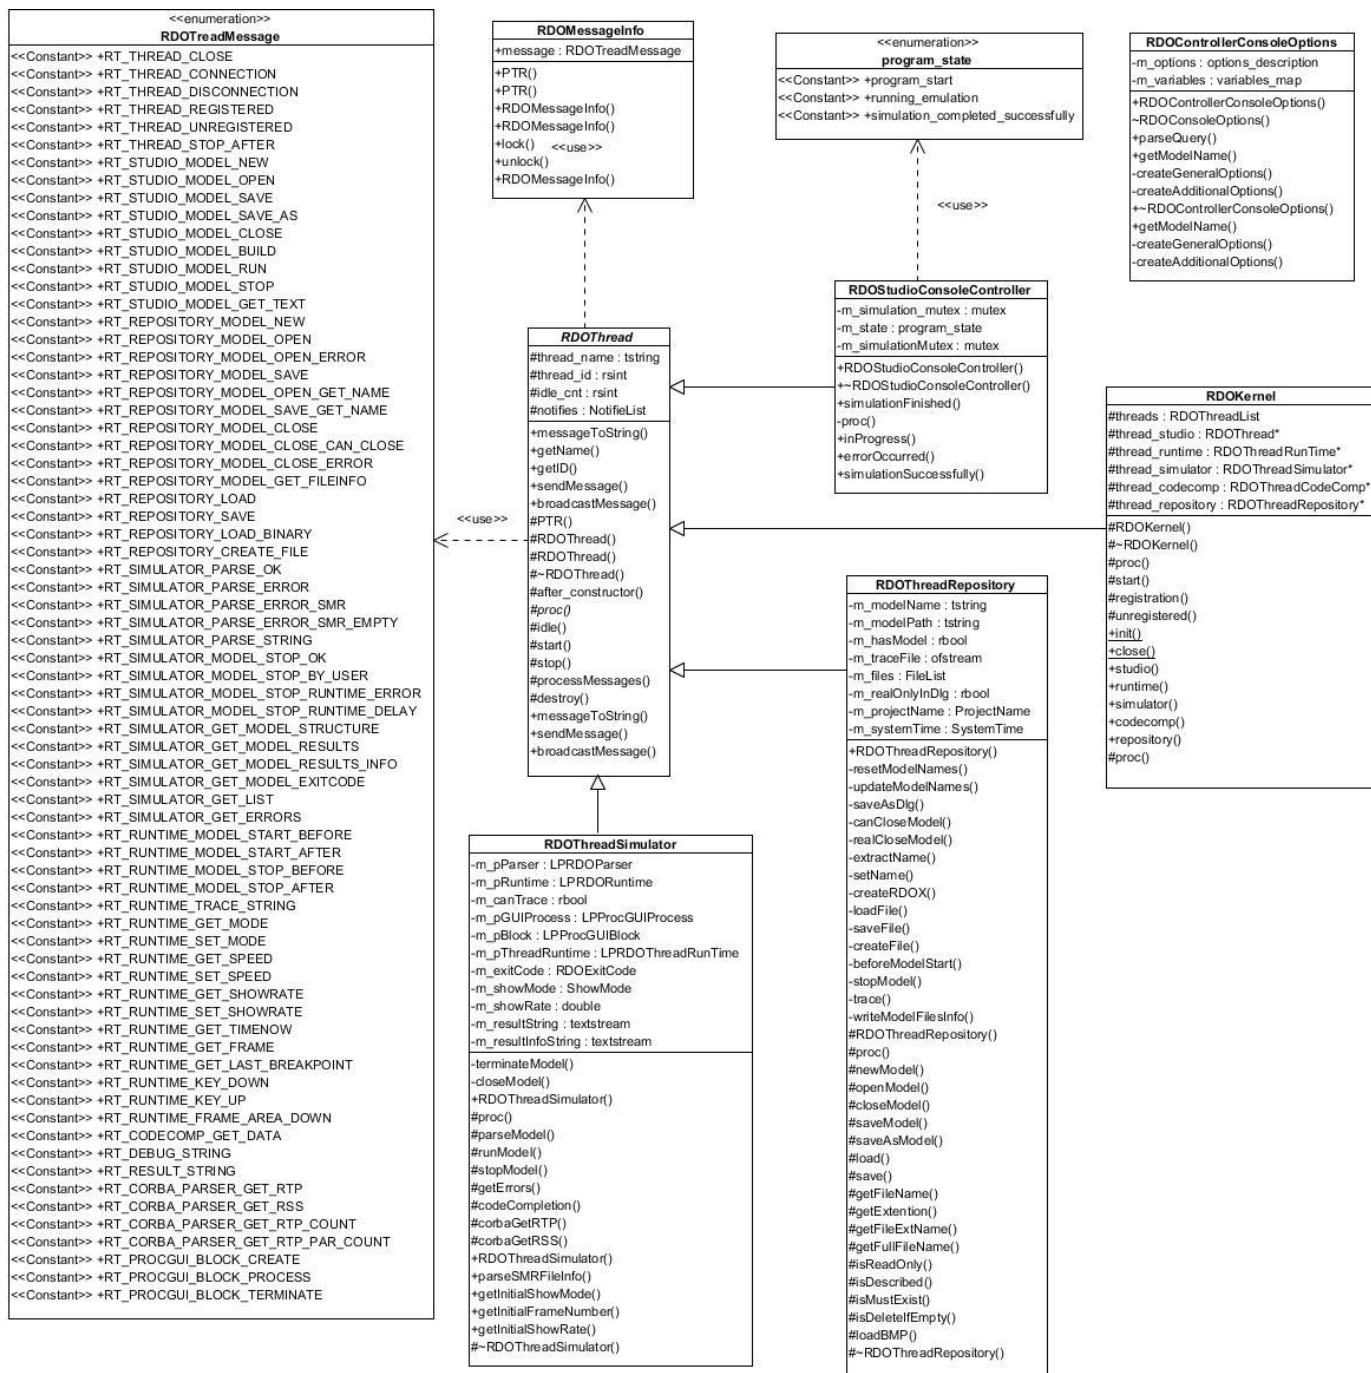 <<enumeration>>
RDOTreadMessage
<<Constant>> +RT_THREAD_CLOSE
<<Constant>> +RT_THREAD_CONNECTION
<<Constant>> +RT_THREAD_DISCONNECTION
<<Constant>> +RT_THREAD_REGISTERED
<<Constant>> +RT_THREAD_UNREGISTERED
<<Constant>> +RT_THREAD_STOP_AFTER
<<Constant>> +RT_STUDIO_MODEL_NEW
<<Constant>> +RT_STUDIO_MODEL_OPEN
<<Constant>> +RT_STUDIO_MODEL_SAVE
<<Constant>> +RT_STUDIO_MODEL_SAVE_AS
<<Constant>> +RT_STUDIO_MODEL_CLOSE
<<Constant>> +RT_STUDIO_MODEL_BUILD
<<Constant>> +RT_STUDIO_MODEL_RUN
<<Constant>> +RT_STUDIO_MODEL_STOP
<<Constant>> +RT_STUDIO_MODEL_GET_TEXT
<<Constant>> +RT_REPOSITORY_MODEL_NEW
<<Constant>> +RT_REPOSITORY_MODEL_OPEN
<<Constant>> +RT_REPOSITORY_MODEL_OPEN_ERROR
<<Constant>> +RT_REPOSITORY_MODEL_SAVE
<<Constant>> +RT_REPOSITORY_MODEL_OPEN_GET_NAME
<<Constant>> +RT_REPOSITORY_MODEL_SAVE_GET_NAME
<<Constant>> +RT_REPOSITORY_MODEL_CLOSE
<<Constant>> +RT_REPOSITORY_MODEL_CLOSE_CAN_CLOSE
<<Constant>> +RT_REPOSITORY_MODEL_CLOSE_ERROR
<<Constant>> +RT_REPOSITORY_MODEL_GET_FILEINFO
<<Constant>> +RT_REPOSITORY_LOAD
<<Constant>> +RT_REPOSITORY_SAVE
<<Constant>> +RT_REPOSITORY_LOAD_BINARY
<<Constant>> +RT_REPOSITORY_CREATE_FILE
<<Constant>> +RT_SIMULATOR_PARSE_OK
<<Constant>> +RT_SIMULATOR_PARSE_ERROR
<<Constant>> +RT_SIMULATOR_PARSE_ERROR_SMR
<<Constant>> +RT_SIMULATOR_PARSE_ERROR_SMR_EMPTY
<<Constant>> +RT_SIMULATOR_PARSE_STRING
<<Constant>> +RT_SIMULATOR_MODEL_STOP_OK
<<Constant>> +RT_SIMULATOR_MODEL_STOP_BY_USER
<<Constant>> +RT_SIMULATOR_MODEL_STOP_RUNTIME_ERROR
<<Constant>> +RT_SIMULATOR_MODEL_STOP_RUNTIME_DELAY
<<Constant>> +RT_SIMULATOR_GET_MODEL_STRUCTURE
<<Constant>> +RT_SIMULATOR_GET_MODEL_RESULTS
<<Constant>> +RT_SIMULATOR_GET_MODEL_RESULTS_INFO
<<Constant>> +RT_SIMULATOR_GET_MODEL_EXITCODE
<<Constant>> +RT_SIMULATOR_GET_LIST
<<Constant>> +RT_SIMULATOR_GET_ERRORS
<<Constant>> +RT_RUNTIME_MODEL_START_BEFORE
<<Constant>> +RT_RUNTIME_MODEL_START_AFTER
<<Constant>> +RT_RUNTIME_MODEL_STOP_BEFORE
<<Constant>> +RT_RUNTIME_MODEL_STOP_AFTER
<<Constant>> +RT_RUNTIME_TRACE_STRING
<<Constant>> +RT_RUNTIME_GET_MODE
<<Constant>> +RT_RUNTIME_SET_MODE
<<Constant>> +RT_RUNTIME_GET_SPEED
<<Constant>> +RT_RUNTIME_SET_SPEED
<<Constant>> +RT_RUNTIME_GET_SHOWRATE
<<Constant>> +RT_RUNTIME_SET_SHOWRATE
<<Constant>> +RT_RUNTIME_GET_TIMENOW
<<Constant>> +RT_RUNTIME_GET_FRAME
<<Constant>> +RT_RUNTIME_GET_LAST_BREAKPOINT
<<Constant>> +RT_RUNTIME_KEY_DOWN
<<Constant>> +RT_RUNTIME_KEY_UP
<<Constant>> +RT_RUNTIME_FRAME_AREA_DOWN
<<Constant>> +RT_CODECOMP_GET_DATA
<<Constant>> +RT_DEBUG_STRING
<<Constant>> +RT_RESULT_STRING
<<Constant>> +RT_CORBA_PARSER_GET_RTP
<<Constant>> +RT_CORBA_PARSER_GET_RSS
<<Constant>> +RT_CORBA_PARSER_GET_RTP_COUNT
<<Constant>> +RT_CORBA_PARSER_GET_RTP_PAR_COUNT
<<Constant>> +RT_PROCGUI_BLOCK_CREATE
<<Constant>> +RT_PROCGUI_BLOCK_PROCESS
<<Constant>> +RT_PROCGUI_BLOCK_TERMINATE
RDOMessageInfo
+message : RDOTreadMessage
+PTR()
+PTR()
+RDOMessageInfo()
+RDOMessageInfo()
+lock()
<<use>>
+unlock()
+RDOMessageInfo()
<<enumeration>>
program_state
<<Constant>> +program_start
<<Constant>> +running_emulation
<<Constant>> +simulation_completed_successfully
<<use>>
RDOControllerConsoleOptions
-m_options : options_description
-m_variables : variables_map
+RDOControllerConsoleOptions()
~RDOConsoleOptions()
+parseQuery()
+getModelName()
-createGeneralOptions()
-createAdditionalOptions()
+~RDOControllerConsoleOptions()
+getModelName()
-createGeneralOptions()
-createAdditionalOptions()
RDOStudioConsoleController
-m_simulation_mutex : mutex
-m_state : program_state
-m_simulationMutex : mutex
+RDOStudioConsoleController()
+~RDOStudioConsoleController()
+simulationFinished()
-proc()
+inProgress()
+errorOccurred()
+simulationSuccessfully()
RDOThread
#thread_name : tstring
#thread_id : rsint
#idle_cnt : rsint
#notifies : NotifieList
+messageToString()
+getName()
+getID()
+sendMessage()
+broadcastMessage()
#PTR()
#RDOThread()
#RDOThread()
#~RDOThread()
#after_constructor()
#proc()
#idle()
#start()
#stop()
#processMessages()
#destroy()
+messageToString()
+sendMessage()
+broadcastMessage()
<<use>>
RDOKernel
#threads : RDOThreadList
#thread_studio : RDOThread*
#thread_runtime : RDOThreadRunTime*
#thread_simulator : RDOThreadSimulator*
#thread_codecomp : RDOThreadCodeComp*
#thread_repository : RDOThreadRepository*
#RDOKernel()
#~RDOKernel()
#proc()
#start()
#registration()
#unregistered()
+init()
+close()
+studio()
+runtime()
+simulator()
+codecomp()
+repository()
#proc()
RDOThreadRepository
-m_modelName : tstring
-m_modelPath : tstring
-m_hasModel : rbool
-m_traceFile : ofstream
-m_files : FileList
-m_realOnlyInDlg : rbool
-m_projectName : ProjectName
-m_systemTime : SystemTime
+RDOThreadRepository()
-resetModelNames()
-updateModelNames()
-saveAsDlg()
-canCloseModel()
-realCloseModel()
-extractName()
-setName()
-createRDOX()
-loadFile()
-saveFile()
-createFile()
-beforeModelStart()
-stopModel()
-trace()
-writeModelFilesInfo()
#RDOThreadRepository()
#proc()
#newModel()
#openModel()
#closeModel()
#saveModel()
#saveAsModel()
#load()
#save()
#getFileName()
#getExtention()
#getFileExtName()
#getFullFileName()
#isReadOnly()
#isDescribed()
#isMustExist()
#isDeleteIfEmpty()
#loadBMP()
#~RDOThreadRepository()
RDOThreadSimulator
-m_pParser : LPRDOParser
-m_pRuntime : LPRDORuntime
-m_canTrace : rbool
-m_pGUIProcess : LPProcGUIProcess
-m_pBlock : LPProcGUIBlock
-m_pThreadRuntime : LPRDOThreadRunTime
-m_exitCode : RDOExitCode
-m_showMode : ShowMode
-m_showRate : double
-m_resultString : textstream
-m_resultInfoString : textstream
-terminateModel()
-closeModel()
+RDOThreadSimulator()
#proc()
#parseModel()
#runModel()
#stopModel()
#getErrors()
#codeCompletion()
#corbaGetRTP()
#corbaGetRSS()
+RDOThreadSimulator()
+parseSMRFileInfo()
+getInitialShowMode()
+getInitialFrameNumber()
+getInitialShowRate()
#~RDOThreadSimulator()